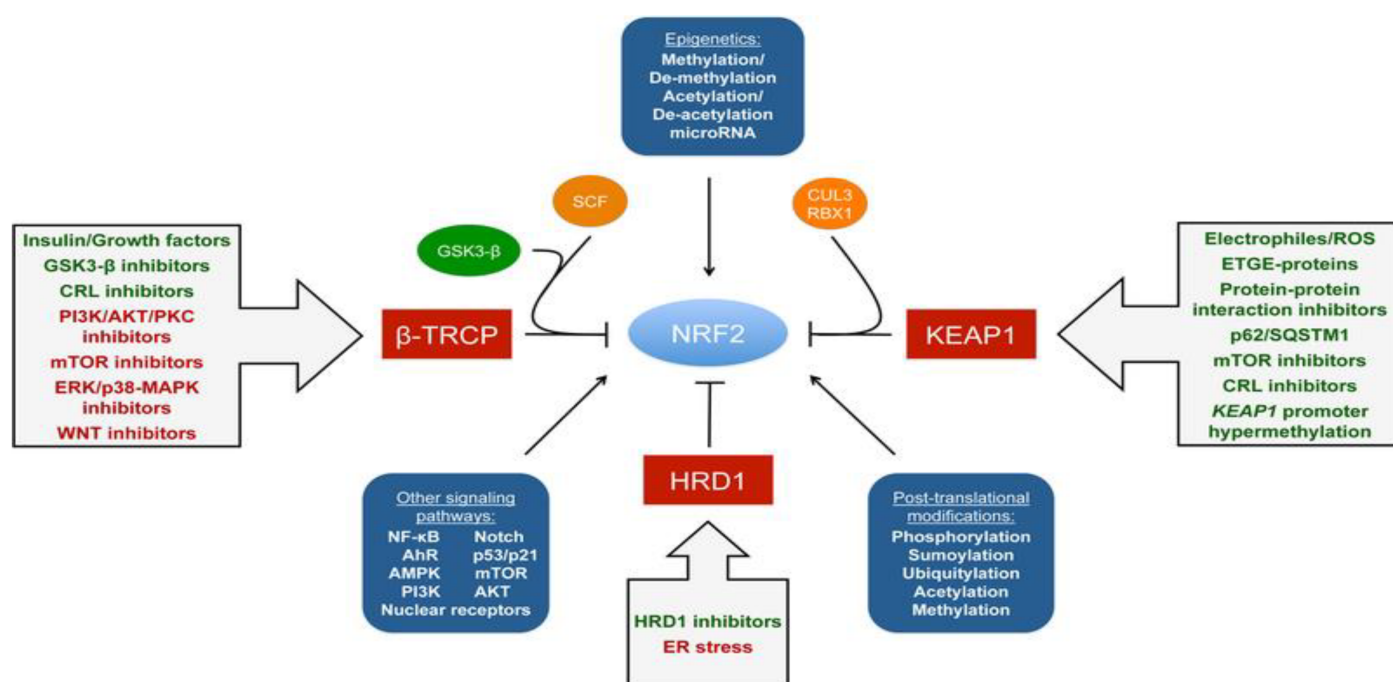 Epigenetics:
Methylation/
De-methylation
Acetylation/
De-acetylation
microRNA
SCF
CUL3
RBX1
GSK3-β
Insulin/Growth factors
GSK3-β inhibitors
CRL inhibitors
PI3K/AKT/PKC
inhibitors
mTOR inhibitors
ERK/p38-MAPK
inhibitors
WNT inhibitors
β-TRCP
NRF2
KEAP1
Electrophiles/ROS
ETGE-proteins
Protein-protein
interaction inhibitors
p62/SQSTM1
mTOR inhibitors
CRL inhibitors
KEAP1 promoter
hypermethylation
Other signaling
pathways:
NF-κB Notch
AhR p53/p21
AMPK mTOR
PI3K AKT
Nuclear receptors
HRD1
HRD1 inhibitors
ER stress
Post-translational
modifications:
Phosphorylation
Sumoylation
Ubiquitylation
Acetylation
Methylation